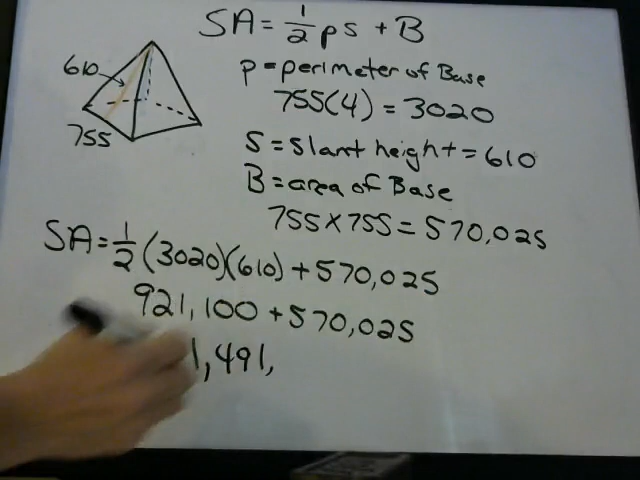 SA = 1/2 ps + B
610
755
p = perimeter of Base
755(4) = 3020
S = Slant height = 610
B = area of Base
755 x 755 = 570,025
SA = 1/2 (3020)(610) + 570,025
921,100 + 570,025
1,491,